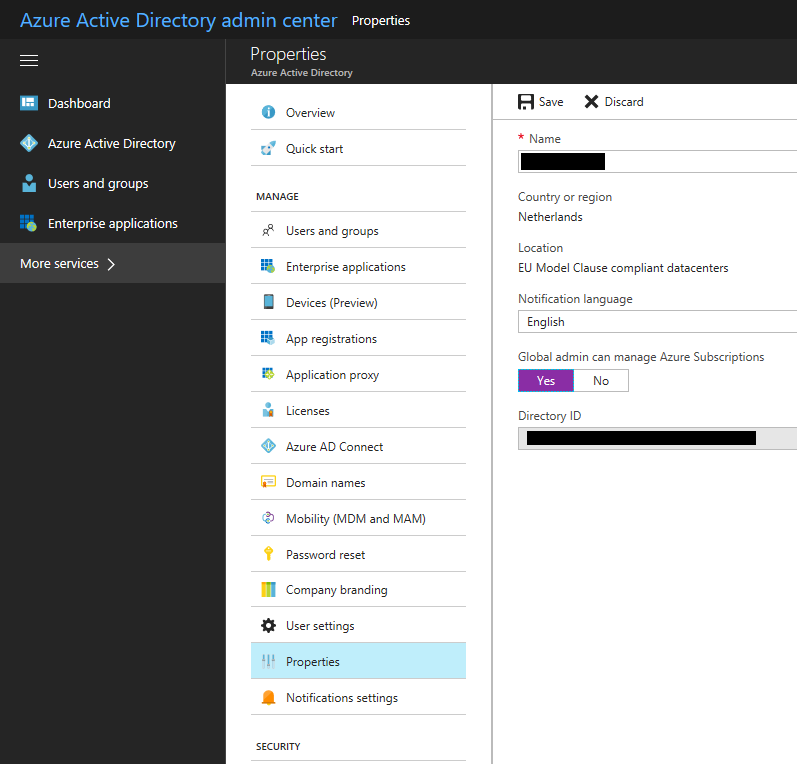 Azure Active Directory admin center Properties
Dashboard
Azure Active Directory
Users and groups
Enterprise applications
More services
Properties
Azure Active Directory
Overview
Quick start
MANAGE
Users and groups
Enterprise applications
Devices (Preview)
App registrations
Application proxy
Licenses
Azure AD Connect
Domain names
Mobility (MDM and MAM)
Password reset
Company branding
User settings
Properties
Notifications settings
SECURITY
Save Discard
* Name
Country or region
Netherlands
Location
EU Model Clause compliant datacenters
Notification language
English
Global admin can manage Azure Subscriptions
Yes No
Directory ID